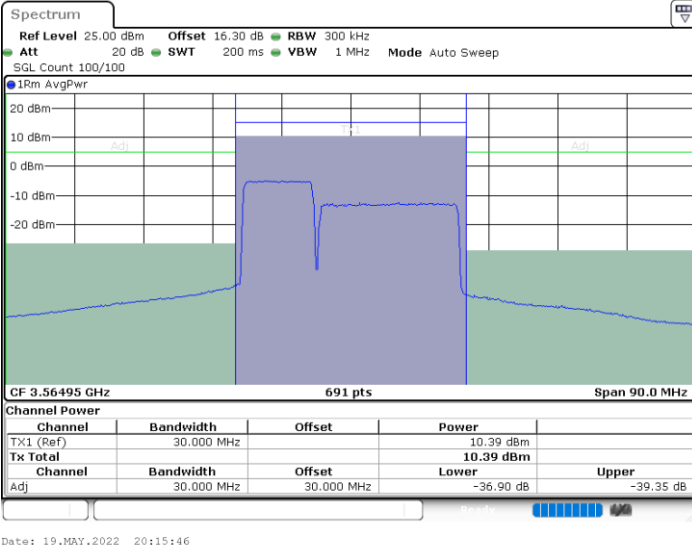 Spectrum
Ref Level 25.00 dBm Offset 16.30 dB RBW 300 kHz
Att 20 dB SWT 200 ms VBW 1 MHz Mode Auto Sweep
SGL Count 100/100
1Rm AvgPwr
20 dBm
TX1
10 dBm
Adj Adj
0 dBm
-10 dBm
-20 dBm
CF 3.56495 GHz 691 pts Span 90.0 MHz
Channel Power
Channel Bandwidth Offset Power
TX1 (Ref) 30.000 MHz 10.39 dBm
Tx Total 10.39 dBm
Channel Bandwidth Offset Lower Upper
Adj 30.000 MHz 30.000 MHz -36.90 dB -39.35 dB
Ready
Date: 19.MAY.2022 20:15:46